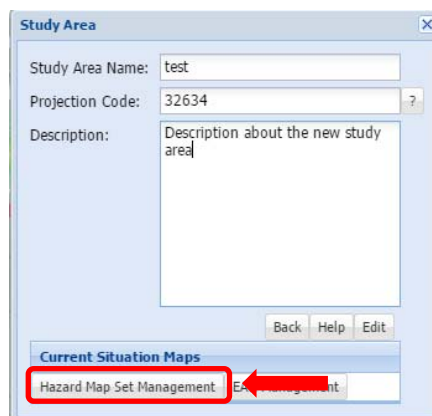 Study Area
Study Area Name: test
Projection Code: 32634 ?
Description: Description about the new study
area
Back Help Edit
Current Situation Maps
Hazard Map Set Management